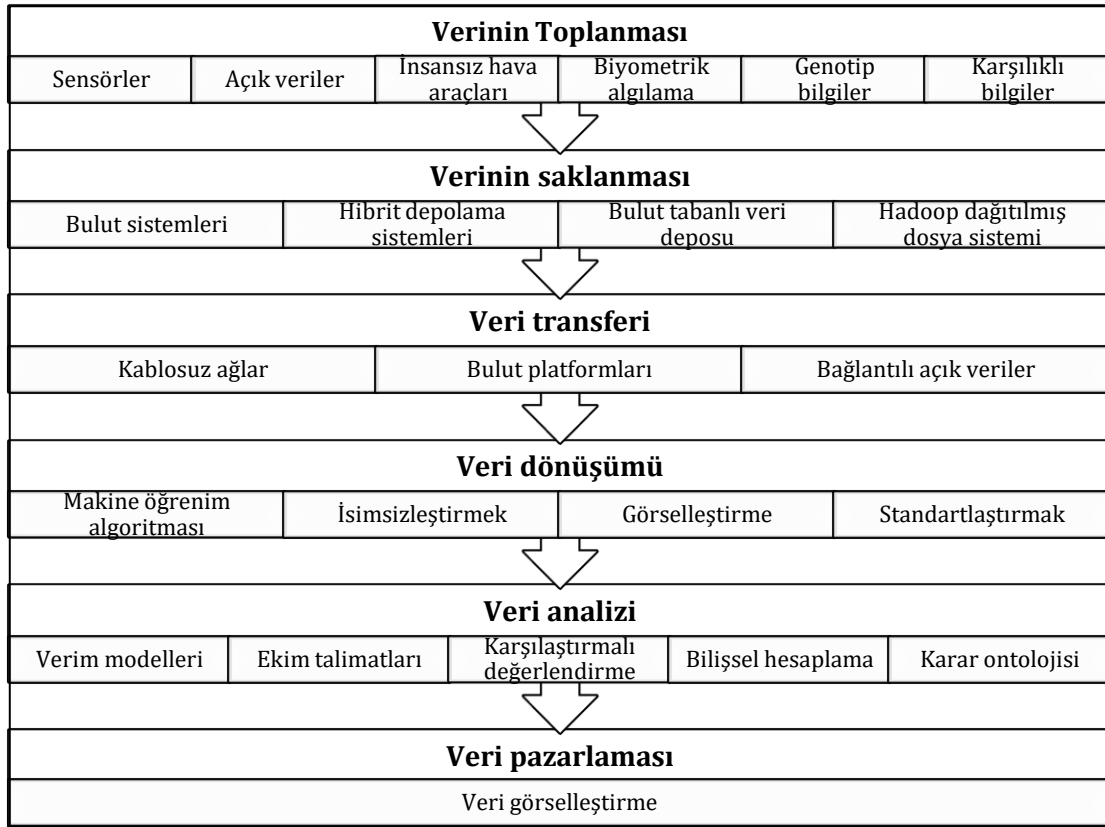 Verinin Toplanması
Sensörler
Açık veriler
İnsansız hava
araçları
Biyometrik
algılama
Genotip
bilgiler
Karşılıklı
bilgiler
Verinin saklanması
Bulut sistemleri
Hibrit depolama
sistemleri
Bulut tabanlı veri
deposu
Hadoop dağıtılmış
dosya sistemi
Veri transferi
Kablosuz ağlar
Bulut platformları
Bağlantılı açık veriler
Veri dönüşümü
Makine öğrenim
algoritması
İsimsizleştirmek
Görselleştirme
Standartlaştırmak
Veri analizi
Verim modelleri
Ekim talimatları
Karşılaştırmalı
değerlendirme
Bilişsel hesaplama
Karar ontolojisi
Veri pazarlaması
Veri görselleştirme